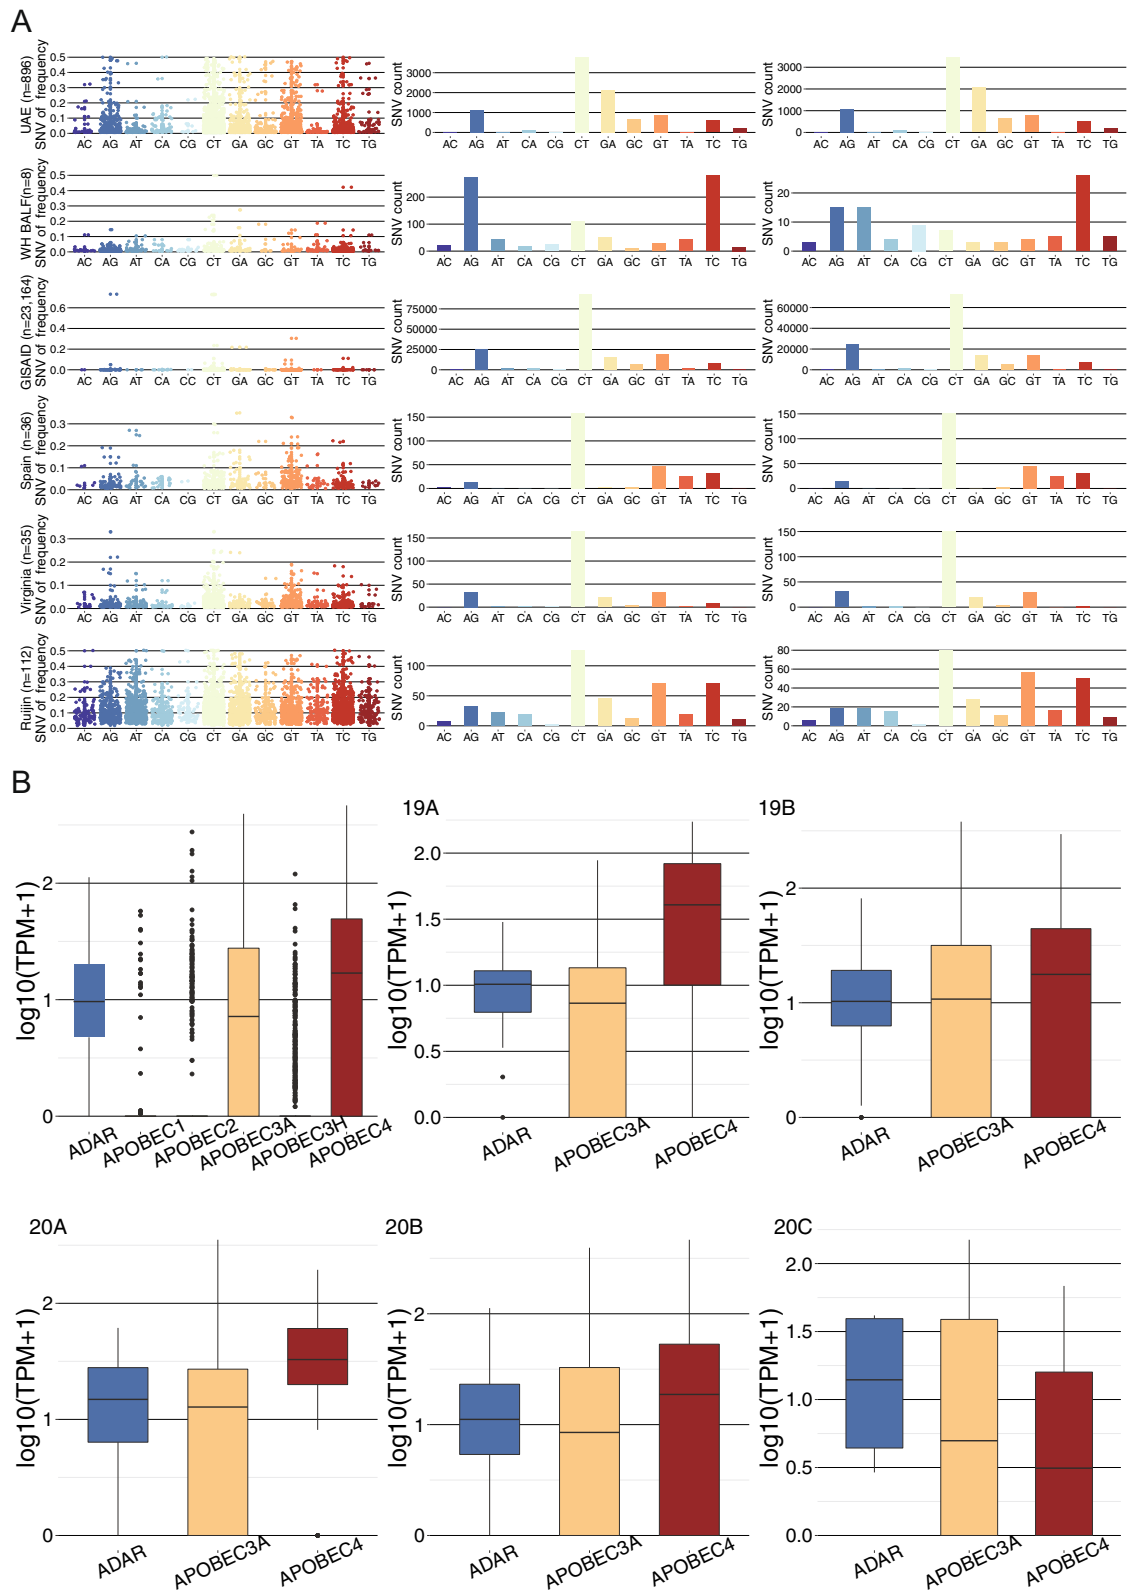 A
UAE (n=896)
SNV of frequency
0.5
0.4
0.3
0.2
0.1
0.0
AC AG AT CA CG CT GA GC GT TA TC TG
SNV count
3000
2000
1000
0
AC AG AT CA CG CT GA GC GT TA TC TG
SNV count
3000
2000
1000
0
AC AG AT CA CG CT GA GC GT TA TC TG
WH BALF(n=8)
SNV of frequency
0.5
0.4
0.3
0.2
0.1
0.0
AC AG AT CA CC CT GA GC GT TA TC TG
SNV count
200
100
0
AC AG AT CA CG CT GA GC GT TA TC TG
SNV count
20
10
0
AC AG AT CA CG CT GA GC GT TA TC TG
GISAID (n=23,164)
SNV of frequency
0.6
0.4
0.2
0.0
AC AG AT CA CC CT GA GC GT TA TC TG
SNV count
75000
50000
25000
0
AC AG AT CA CG CT GA GC GT TA TC TG
SNV count
60000
40000
20000
0
AC AG AT CA CG CT GA GC GT TA TC TG
Spain (n=36)
SNV of frequency
0.3
0.2
0.1
0.0
AC AG AT CA CG CT GA GC GT TA TC TG
SNV count
150
100
50
0
AC AG AT CA CG CT GA GC GT TA TC TG
SNV count
150
100
50
0
AC AG AT CA CG CT GA GC GT TA TC TG
Virginia (n=35)
SNV of frequency
0.3
0.2
0.1
0.0
AC AG AT CA CC CT GA GC GT TA TC TG
SNV count
150
100
50
0
AC AG AT CA CG CT GA GC GT TA TC TG
SNV count
150
100
50
0
AC AG AT CA CG CT GA GC GT TA TC TG
Ruijin (n=112)
SNV of frequency
0.5
0.4
0.3
0.2
0.1
0.0
AC AG AT CA CG CT GA GC GT TA TC TG
SNV count
100
50
0
AC AG AT CA CG CT GA GC GT TA TC TG
SNV count
80
60
40
20
0
AC AG AT CA CG CT GA GC GT TA TC TG
B
log10(TPM+1)
2
1
0
ADAR APOBEC1 APOBEC2 APOBEC3A APOBEC3H APOBEC4
19A
log10(TPM+1)
2.0
1.5
1.0
0.5
0.0
ADAR APOBEC3A APOBEC4
19B
log10(TPM+1)
2
1
0
ADAR APOBEC3A APOBEC4
20A
log10(TPM+1)
2
1
0
ADAR APOBEC3A APOBEC4
20B
log10(TPM+1)
2
1
0
ADAR APOBEC3A APOBEC4
20C
log10(TPM+1)
2.0
1.5
1.0
0.5
0.0
ADAR APOBEC3A APOBEC4